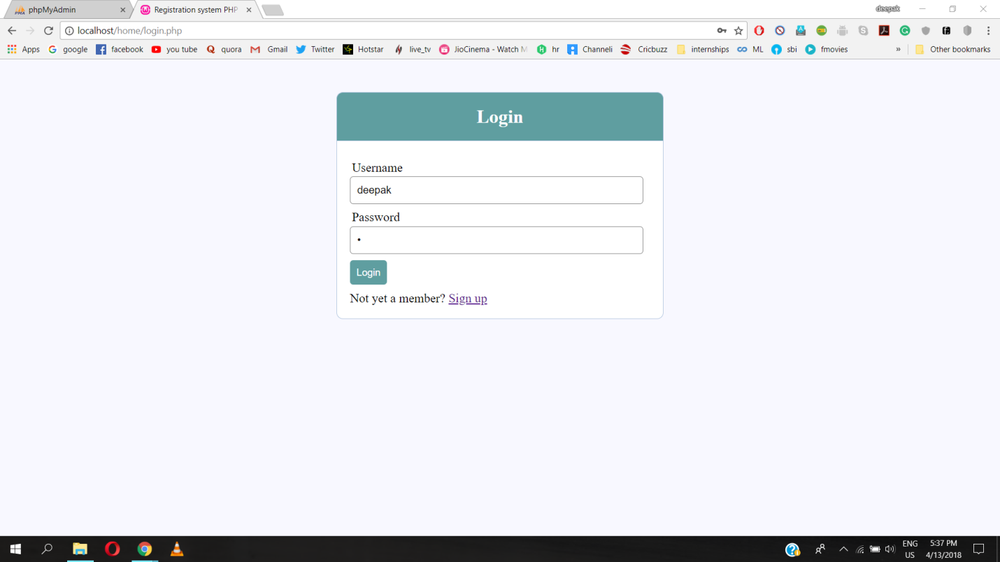 phpMyAdmin
Registration system PHP
deepak
localhost/home/login.php
Apps google facebook you tube quora Gmail Twitter Hotstar live_tv JioCinema - Watch M hr Channeli Cricbuzz internships ML sbi fmovies » Other bookmarks
Login
Username
deepak
Password
Login
Not yet a member? Sign up
ENG 5:37 PM
US 4/13/2018